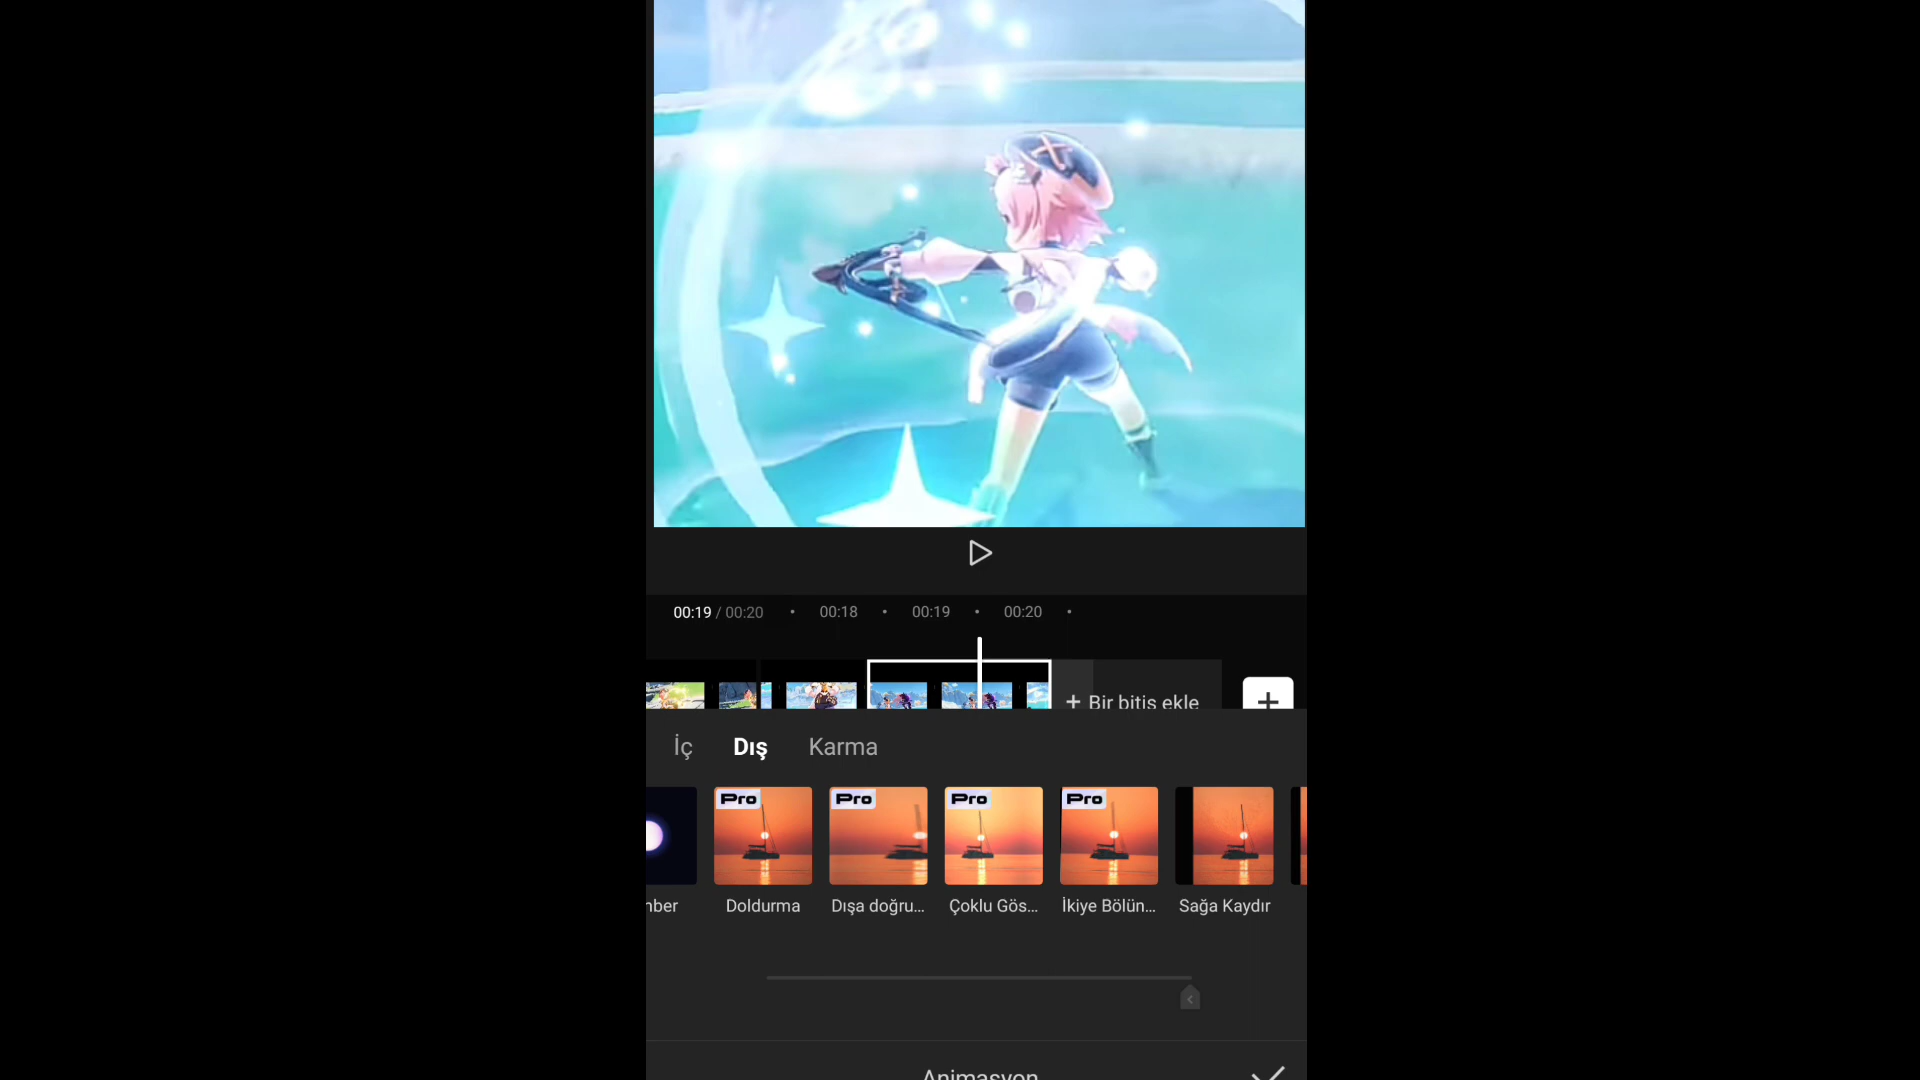 00:19 / 00:20
00:18
00:19
00:20
+ Bir bitiş ekle
İç
Dış
Karma
Pro
Pro
Pro
Pro
nber
Doldurma
Dışa doğru...
Çoklu Gös...
İkiye Bölün...
Sağa Kaydır
Animasyon